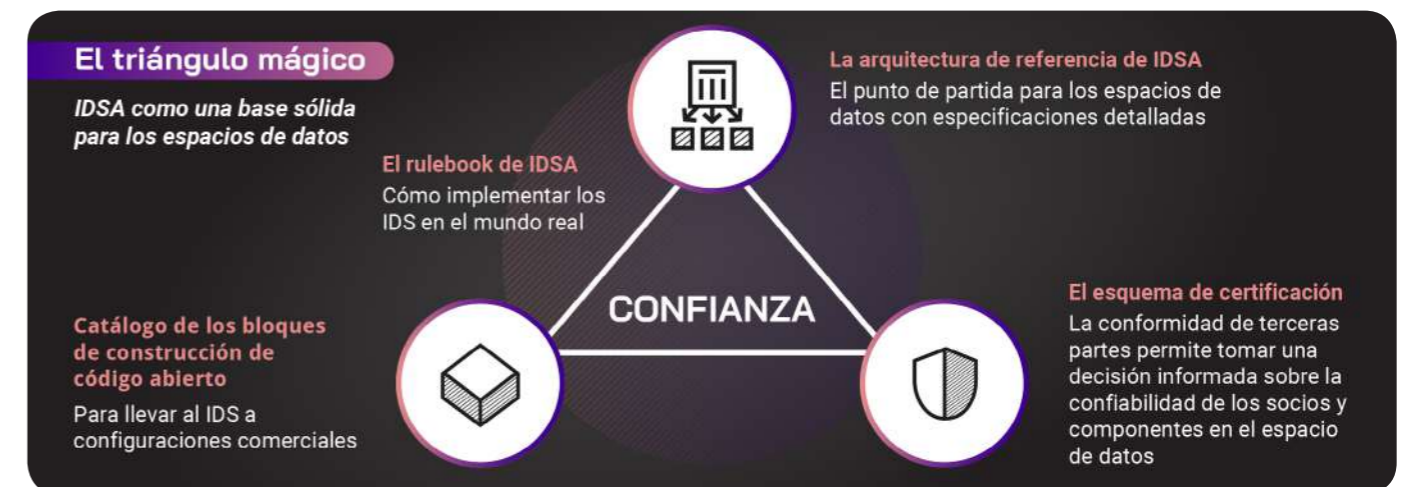 El triángulo mágico
IDSA como una base sólida
para los espacios de datos
La arquitectura de referencia de IDSA
El punto de partida para los espacios de
datos con especificaciones detalladas
El rulebook de IDSA
Cómo implementar los
IDS en el mundo real
CONFIANZA
Catálogo de los bloques
de construcción de
código abierto
Para llevar al IDS a
configuraciones comerciales
El esquema de certificación
La conformidad de terceras
partes permite tomar una
decisión informada sobre la
confiabilidad de los socios y
componentes en el espacio
de datos